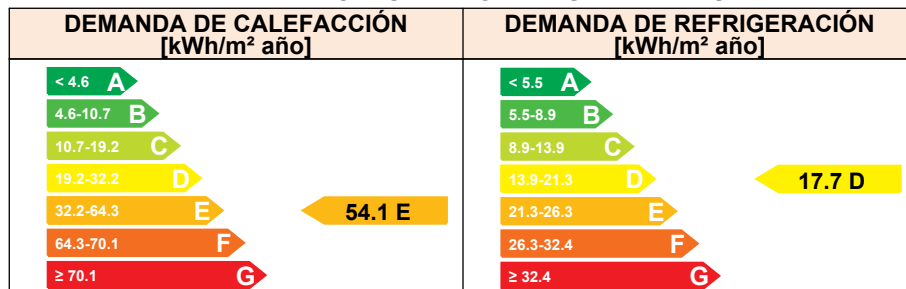 DEMANDA DE CALEFACCIÓN
[kWh/m² año]
< 4.6 A
4.6-10.7 B
10.7-19.2 C
19.2-32.2 D
32.2-64.3 E
54.1 E
64.3-70.1 F
≥ 70.1 G
DEMANDA DE REFRIGERACIÓN
[kWh/m² año]
< 5.5 A
5.5-8.9 B
8.9-13.9 C
13.9-21.3 D
17.7 D
21.3-26.3 E
26.3-32.4 F
≥ 32.4 G